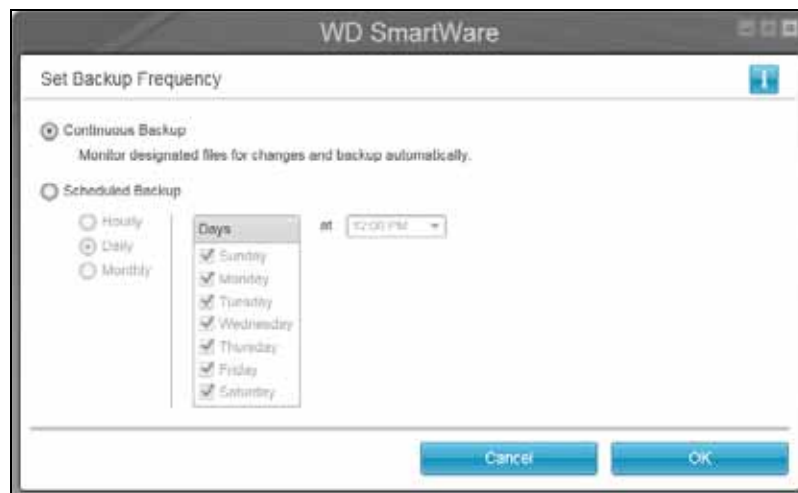 WD SmartWare
Set Backup Frequency
i
Continuous Backup
Monitor designated files for changes and backup automatically.
Scheduled Backup
Hourly
Daily
Monthly
Days
Sunday
Monday
Tuesday
Wednesday
Thursday
Friday
Saturday
at
12:00 PM
Cancel
OK